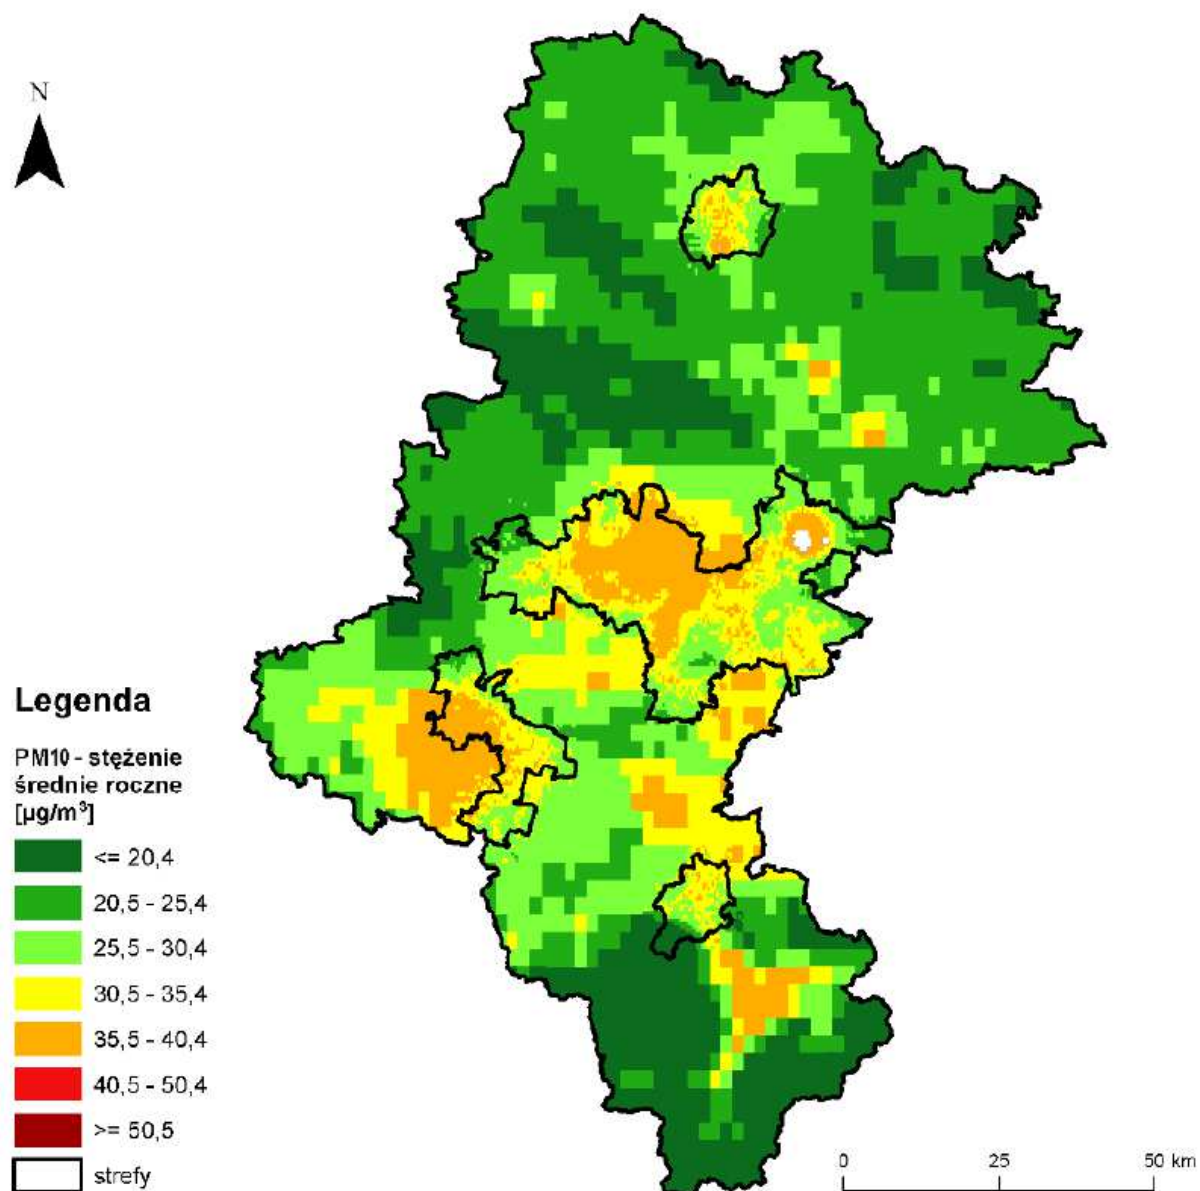 N
Legenda
PM10 - stężenie
średnie roczne
[µg/m³]
<= 20,4
20,5 - 25,4
25,5 - 30,4
30,5 - 35,4
35,5 - 40,4
40,5 - 50,4
>= 50,5
strefy
0 25 50 km